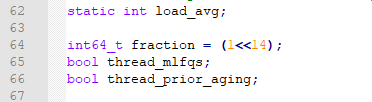 62 static int load_avg;
63
64 int64_t fraction = (1<<14);
65 bool thread_mlfqs;
66 bool thread_prior_aging;
67